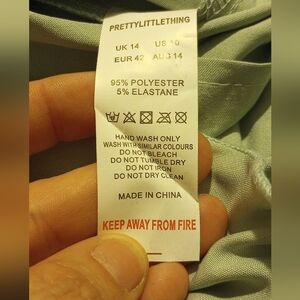 PRETTYLITTLETHING
UK 14 US 10
EUR 42 AUS 14
95% POLYESTER
5% ELASTANE
HAND WASH ONLY
WASH WITH SIMILAR COLOURS
DO NOT BLEACH
DO NOT TUMBLE DRY
DO NOT IRON
DO NOT DRY CLEAN
MADE IN CHINA
KEEP AWAY FROM FIRE